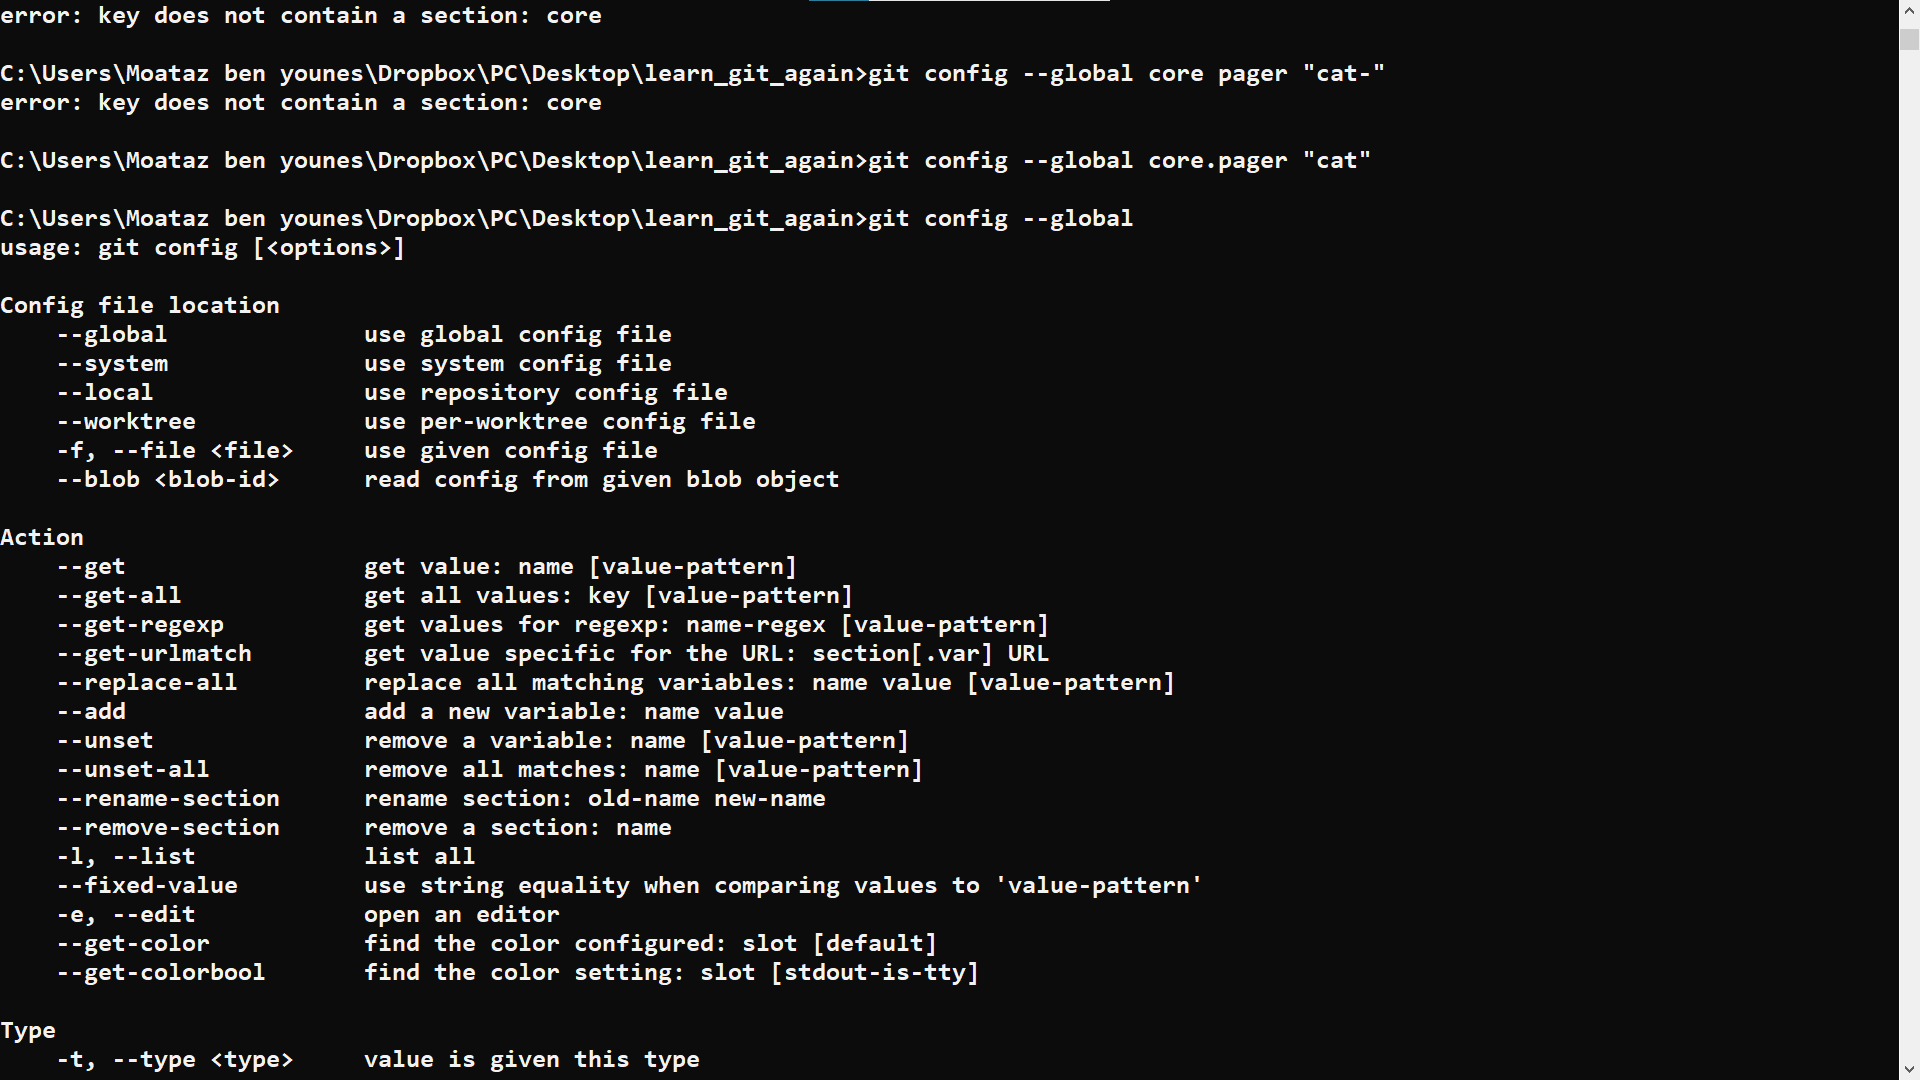 error: key does not contain a section: core
C:\Users\Moataz ben younes\Dropbox\PC\Desktop\learn_git_again>git config --global core pager "cat-"
error: key does not contain a section: core
C:\Users\Moataz ben younes\Dropbox\PC\Desktop\learn_git_again>git config --global core.pager "cat"
C:\Users\Moataz ben younes\Dropbox\PC\Desktop\learn_git_again>git config --global
usage: git config [<options>]
Config file location
    --global              use global config file
    --system              use system config file
    --local               use repository config file
    --worktree            use per-worktree config file
    -f, --file <file>     use given config file
    --blob <blob-id>      read config from given blob object
Action
    --get                 get value: name [value-pattern]
    --get-all             get all values: key [value-pattern]
    --get-regexp          get values for regexp: name-regex [value-pattern]
    --get-urlmatch        get value specific for the URL: section[.var] URL
    --replace-all         replace all matching variables: name value [value-pattern]
    --add                 add a new variable: name value
    --unset               remove a variable: name [value-pattern]
    --unset-all           remove all matches: name [value-pattern]
    --rename-section      rename section: old-name new-name
    --remove-section      remove a section: name
    -l, --list            list all
    --fixed-value         use string equality when comparing values to 'value-pattern'
    -e, --edit            open an editor
    --get-color           find the color configured: slot [default]
    --get-colorbool       find the color setting: slot [stdout-is-tty]
Type
    -t, --type <type>     value is given this type